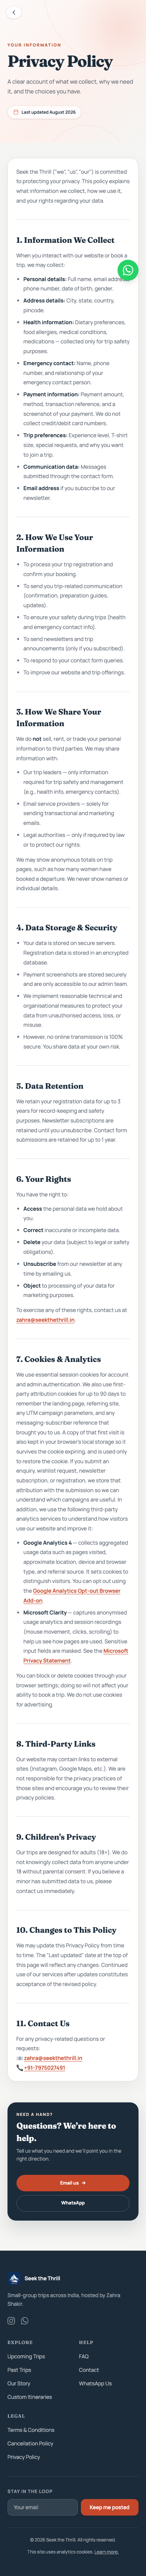 YOUR INFORMATION
Privacy Policy
A clear account of what we collect, why we need
it, and the choices you have.
Last updated August 2026
Seek the Thrill ("we", "us", "our") is committed
to protecting your privacy. This policy explains
what information we collect, how we use it,
and your rights regarding your data.
1. Information We Collect
When you interact with our website or book a
trip, we may collect:
Personal details: Full name, email address,
phone number, date of birth, gender.
Address details: City, state, country,
pincode.
Health information: Dietary preferences,
food allergies, medical conditions,
medications — collected only for trip safety
purposes.
Emergency contact: Name, phone
number, and relationship of your
emergency contact person.
Payment information: Payment amount,
method, transaction reference, and a
screenshot of your payment. We do not
collect credit/debit card numbers.
Trip preferences: Experience level, T-shirt
size, special requests, and why you want
to join a trip.
Communication data: Messages
submitted through the contact form.
Email address if you subscribe to our
newsletter.
2. How We Use Your
Information
To process your trip registration and
confirm your booking.
To send you trip-related communication
(confirmation, preparation guides,
updates).
To ensure your safety during trips (health
and emergency contact info).
To send newsletters and trip
announcements (only if you subscribed).
To respond to your contact form queries.
To improve our website and trip offerings.
3. How We Share Your
Information
We do not sell, rent, or trade your personal
information to third parties. We may share
information with:
Our trip leaders — only information
required for trip safety and management
(e.g., health info, emergency contacts).
Email service providers — solely for
sending transactional and marketing
emails.
Legal authorities — only if required by law
or to protect our rights.
We may show anonymous totals on trip
pages, such as how many women have
booked a departure. We never show names or
individual details.
4. Data Storage & Security
Your data is stored on secure servers.
Registration data is stored in an encrypted
database.
Payment screenshots are stored securely
and are only accessible to our admin team.
We implement reasonable technical and
organisational measures to protect your
data from unauthorised access, loss, or
misuse.
However, no online transmission is 100%
secure. You share data at your own risk.
5. Data Retention
We retain your registration data for up to 3
years for record-keeping and safety
purposes. Newsletter subscriptions are
retained until you unsubscribe. Contact form
submissions are retained for up to 1 year.
6. Your Rights
You have the right to:
Access the personal data we hold about
you.
Correct inaccurate or incomplete data.
Delete your data (subject to legal or safety
obligations).
Unsubscribe from our newsletter at any
time by emailing us.
Object to processing of your data for
marketing purposes.
To exercise any of these rights, contact us at
zahra@seekthethrill.in.
7. Cookies & Analytics
We use essential session cookies for account
and admin authentication. We also use first-
party attribution cookies for up to 90 days to
remember the landing page, referring site,
any UTM campaign parameters, and any
messaging-subscriber reference that
brought you to us. A copy of that first visit is
also kept in your browser's local storage so it
survives the cookie expiring, and is used only
to restore the cookie. If you submit an
enquiry, wishlist request, newsletter
subscription, or registration, we may store
that attribution with the submission so we can
understand which campaigns are useful. In
addition, we use the following third-party
analytics cookies and services to understand
how visitors use our website and improve it:
Google Analytics 4 — collects aggregated
usage data such as pages visited,
approximate location, device and browser
type, and referral source. It sets cookies to
distinguish visitors. You can opt out using
the Google Analytics Opt-out Browser
Add-on.
Microsoft Clarity — captures anonymised
usage analytics and session recordings
(mouse movement, clicks, scrolling) to
help us see how pages are used. Sensitive
input fields are masked. See the Microsoft
Privacy Statement.
You can block or delete cookies through your
browser settings; doing so will not affect your
ability to book a trip. We do not use cookies
for advertising.
8. Third-Party Links
Our website may contain links to external
sites (Instagram, Google Maps, etc.). We are
not responsible for the privacy practices of
those sites and encourage you to review their
privacy policies.
9. Children's Privacy
Our trips are designed for adults (18+). We do
not knowingly collect data from anyone under
18 without parental consent. If you believe a
minor has submitted data to us, please
contact us immediately.
10. Changes to This Policy
We may update this Privacy Policy from time
to time. The "Last updated" date at the top of
this page will reflect any changes. Continued
use of our services after updates constitutes
acceptance of the revised policy.
11. Contact Us
For any privacy-related questions or
requests:
zahra@seekthethrill.in
+91-7975027491
NEED A HAND?
Questions? We're here to
help.
Tell us what you need and we'll point you in the
right direction.
Email us →
WhatsApp
Seek the Thrill
Small-group trips across India, hosted by Zahra
Shakir.
EXPLORE
HELP
Upcoming Trips
FAQ
Past Trips
Contact
Our Story
WhatsApp Us
Custom Itineraries
LEGAL
Terms & Conditions
Cancellation Policy
Privacy Policy
STAY IN THE LOOP
Your email
Keep me posted
© 2026 Seek the Thrill. All rights reserved.
This site uses analytics cookies. Learn more.